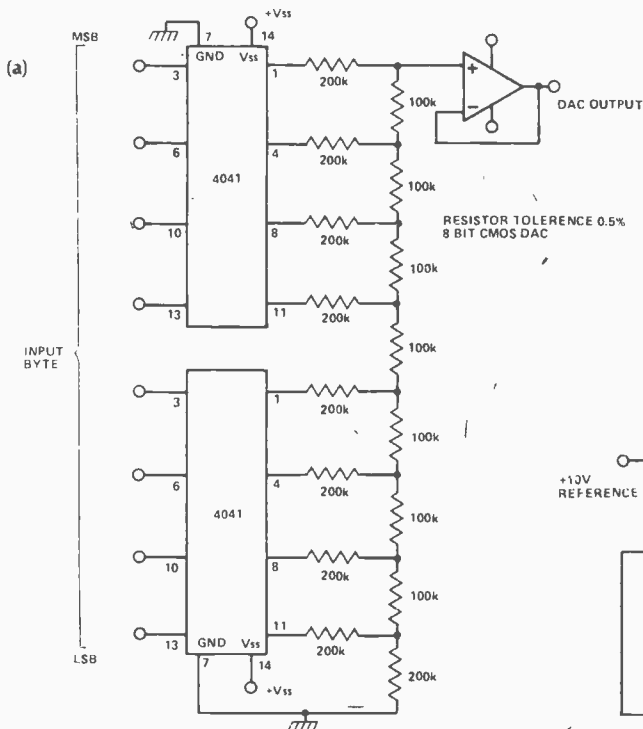 (a)
MSB
+Vss
7
14
GND
Vss
3
1
200k
100k
DAC OUTPUT
6
4
200k
4041
100k
10
8
200k
RESISTOR TOLERENCE 0.5%
8 BIT CMOS DAC
100k
13
11
200k
100k
INPUT
BYTE
3
1
200k
100k
6
4
200k
4041
100k
+10V
REFERENCE
10
8
200k
100k
13
11
GND
Vss
200k
LSB
7
14
+Vss
200k